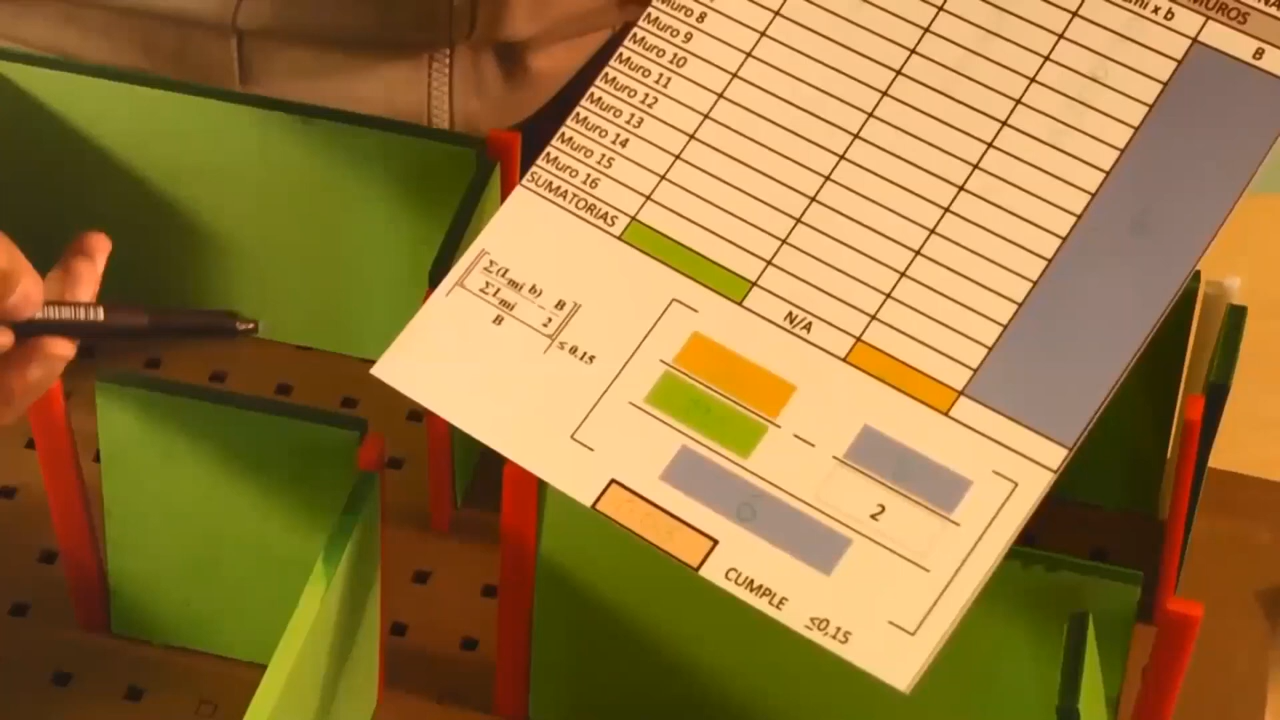 MUROS
mi x b
B
Muro 8
Muro 9
Muro 10
Muro 11
Muro 12
Muro 13
Muro 14
Muro 15
Muro 16
SUMATORIAS
N/A
Σ(Lmi b)
ΣLmi
- B
2
B
≤ 0.15
-
2
CUMPLE ≤0,15